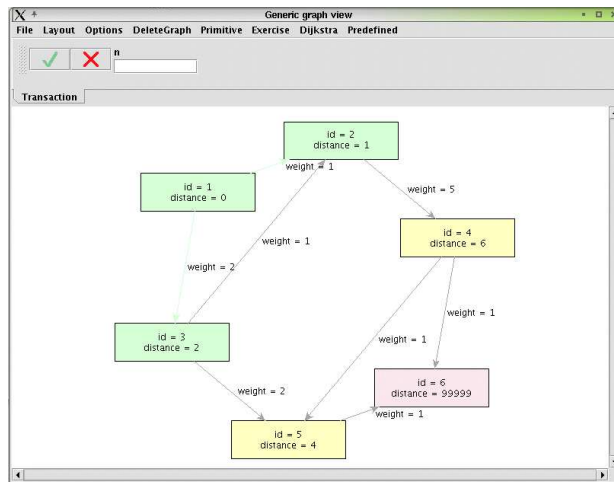 Generic graph view
File Layout Options DeleteGraph Primitive Exercise Dijkstra Predefined
n
Transaction
id = 2
distance = 1
weight = 1
id = 1
distance = 0
weight = 5
id = 4
distance = 6
weight = 1
weight = 2
weight = 1
id = 3
distance = 2
weight = 1
id = 6
distance = 99999
weight = 2
weight = 1
id = 5
distance = 4